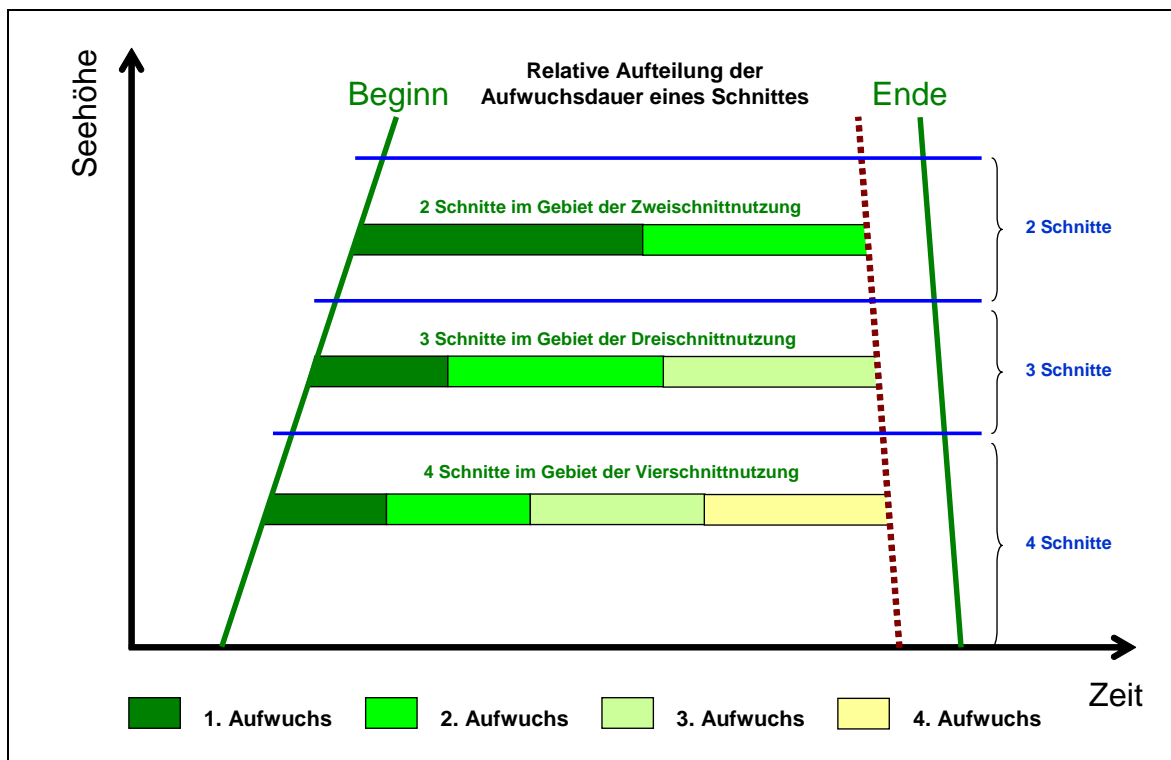 Relative Aufteilung der
Aufwuchsdauer eines Schnittes
Seehöhe
Beginn
Ende
2 Schnitte im Gebiet der Zweischnittnutzung
2 Schnitte
3 Schnitte im Gebiet der Dreischnittnutzung
3 Schnitte
4 Schnitte im Gebiet der Vierschnittnutzung
4 Schnitte
Zeit
1. Aufwuchs
2. Aufwuchs
3. Aufwuchs
4. Aufwuchs